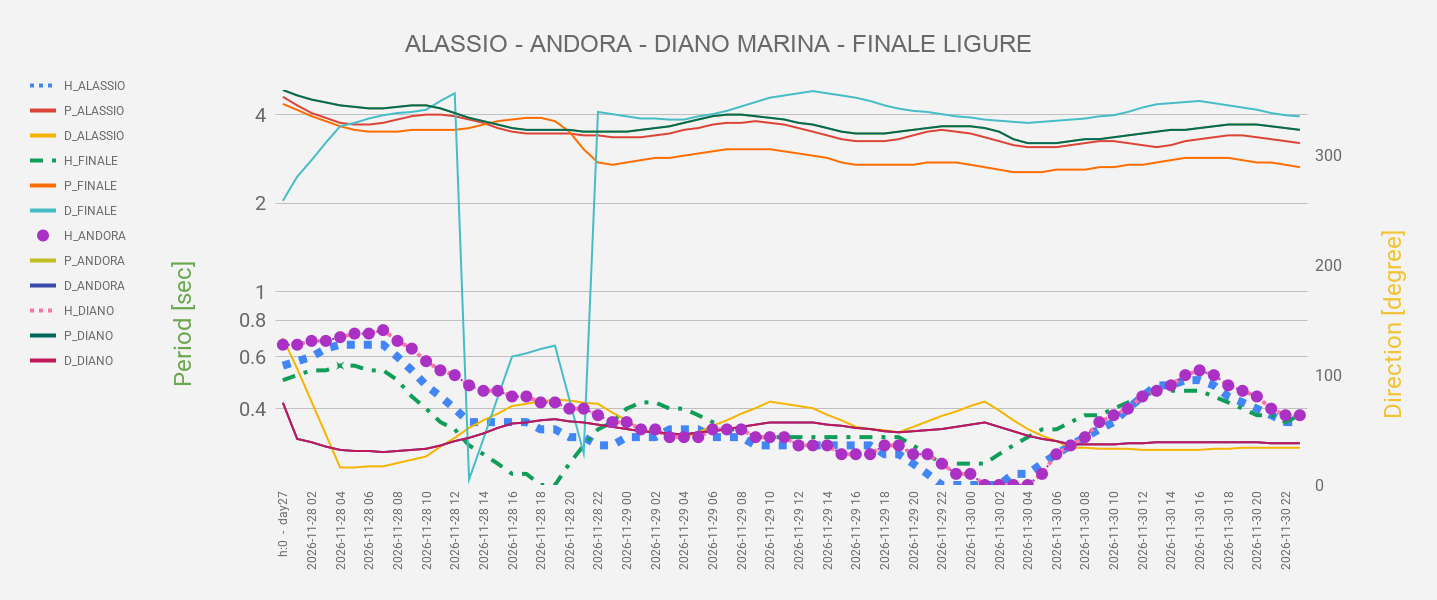 ALASSIO - ANDORA - DIANO MARINA - FINALE LIGURE
H_ALASSIO
P_ALASSIO
D_ALASSIO
H_FINALE
P_FINALE
D_FINALE
H_ANDORA
P_ANDORA
D_ANDORA
H_DIANO
P_DIANO
D_DIANO
Period [sec]
4
2
1
0.8
0.6
0.4
300
200
100
0
Direction [degree]
h:0 - day27
2026-11-28 02
2026-11-28 04
2026-11-28 06
2026-11-28 08
2026-11-28 10
2026-11-28 12
2026-11-28 14
2026-11-28 16
2026-11-28 18
2026-11-28 20
2026-11-28 22
2026-11-29 00
2026-11-29 02
2026-11-29 04
2026-11-29 06
2026-11-29 08
2026-11-29 10
2026-11-29 12
2026-11-29 14
2026-11-29 16
2026-11-29 18
2026-11-29 20
2026-11-29 22
2026-11-30 00
2026-11-30 02
2026-11-30 04
2026-11-30 06
2026-11-30 08
2026-11-30 10
2026-11-30 12
2026-11-30 14
2026-11-30 16
2026-11-30 18
2026-11-30 20
2026-11-30 22